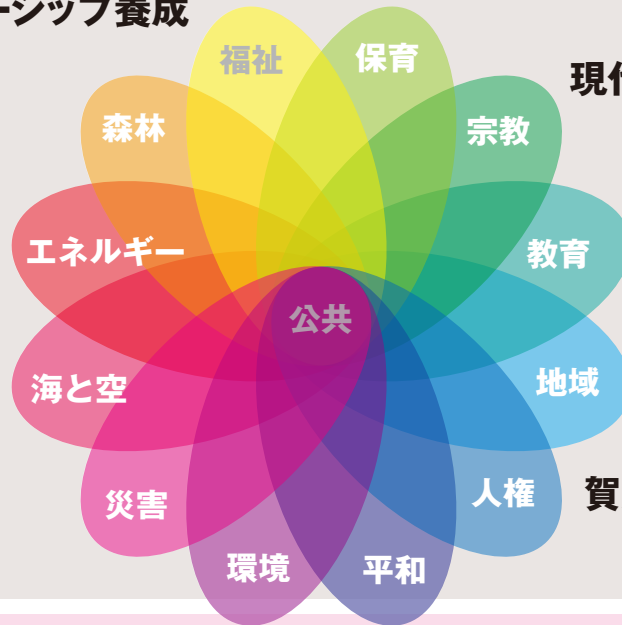 ーシップ養成
福祉
保育
現代
森林
宗教
エネルギー
教育
公共
海と空
地域
災害
人権
賀
環境
平和